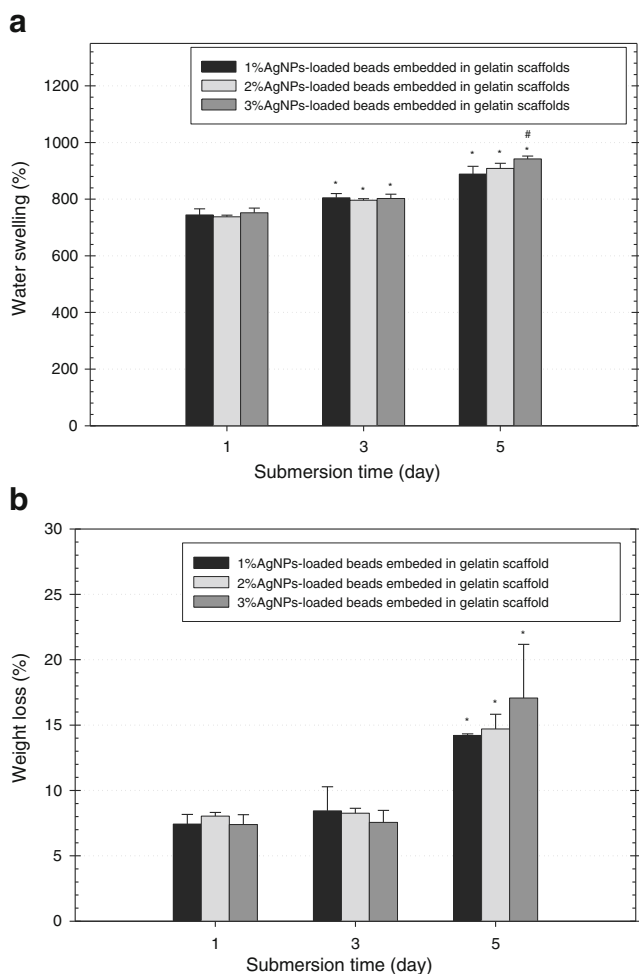 a
1%AgNPs-loaded beads embedded in gelatin scaffolds
2%AgNPs-loaded beads embedded in gelatin scaffolds
3%AgNPs-loaded beads embedded in gelatin scaffolds
Water swelling (%)
1200
1000
800
600
400
200
0
* * *
* * *
#
1 3 5
Submersion time (day)
b
1%AgNPs-loaded beads embeded in gelatin scaffold
2%AgNPs-loaded beads embeded in gelatin scaffold
3%AgNPs-loaded beads embeded in gelatin scaffold
Weight loss (%)
30
25
20
15
10
5
0
* * *
1 3 5
Submersion time (day)